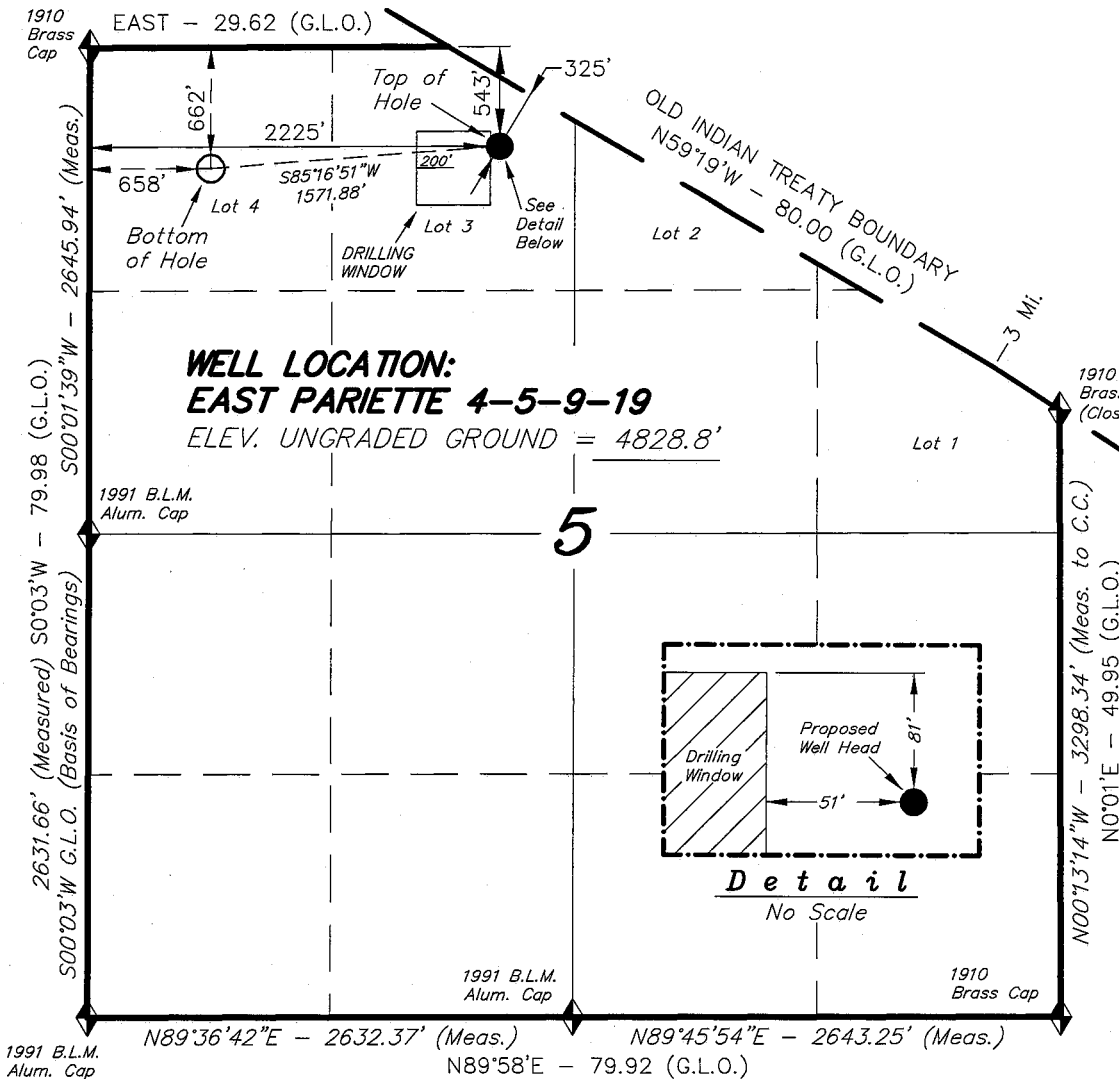 1910
Brass
Cap
EAST – 29.62 (G.L.O.)
Top of
Hole
543'
325'
662'
2225'
200'
S85°16'51"W
1571.88'
658'
Lot 4
Bottom
of Hole
DRILLING
WINDOW
Lot 3
See
Detail
Below
Lot 2
OLD INDIAN TREATY BOUNDARY
N59°19'W – 80.00 (G.L.O.)
3 Mi.
1910
Brass
(Clos
Lot 1
WELL LOCATION:
EAST PARIETTE 4–5–9–19
ELEV. UNGRADED GROUND = 4828.8'
S00°01'39"W – 2645.94' (Meas.)
S0°03'W – 79.98 (G.L.O.)
1991 B.L.M.
Alum. Cap
5
2631.66' (Measured)
S00°03'W G.L.O. (Basis of Bearings)
Drilling
Window
Proposed
Well Head
81'
51'
Detail
No Scale
N00°13'14"W – 3298.34' (Meas. to C.C.)
N0°01'E – 49.95 (G.L.O.)
1991 B.L.M.
Alum. Cap
1910
Brass Cap
1991 B.L.M.
Alum. Cap
N89°36'42"E – 2632.37' (Meas.)
N89°45'54"E – 2643.25' (Meas.)
N89°58'E – 79.92 (G.L.O.)